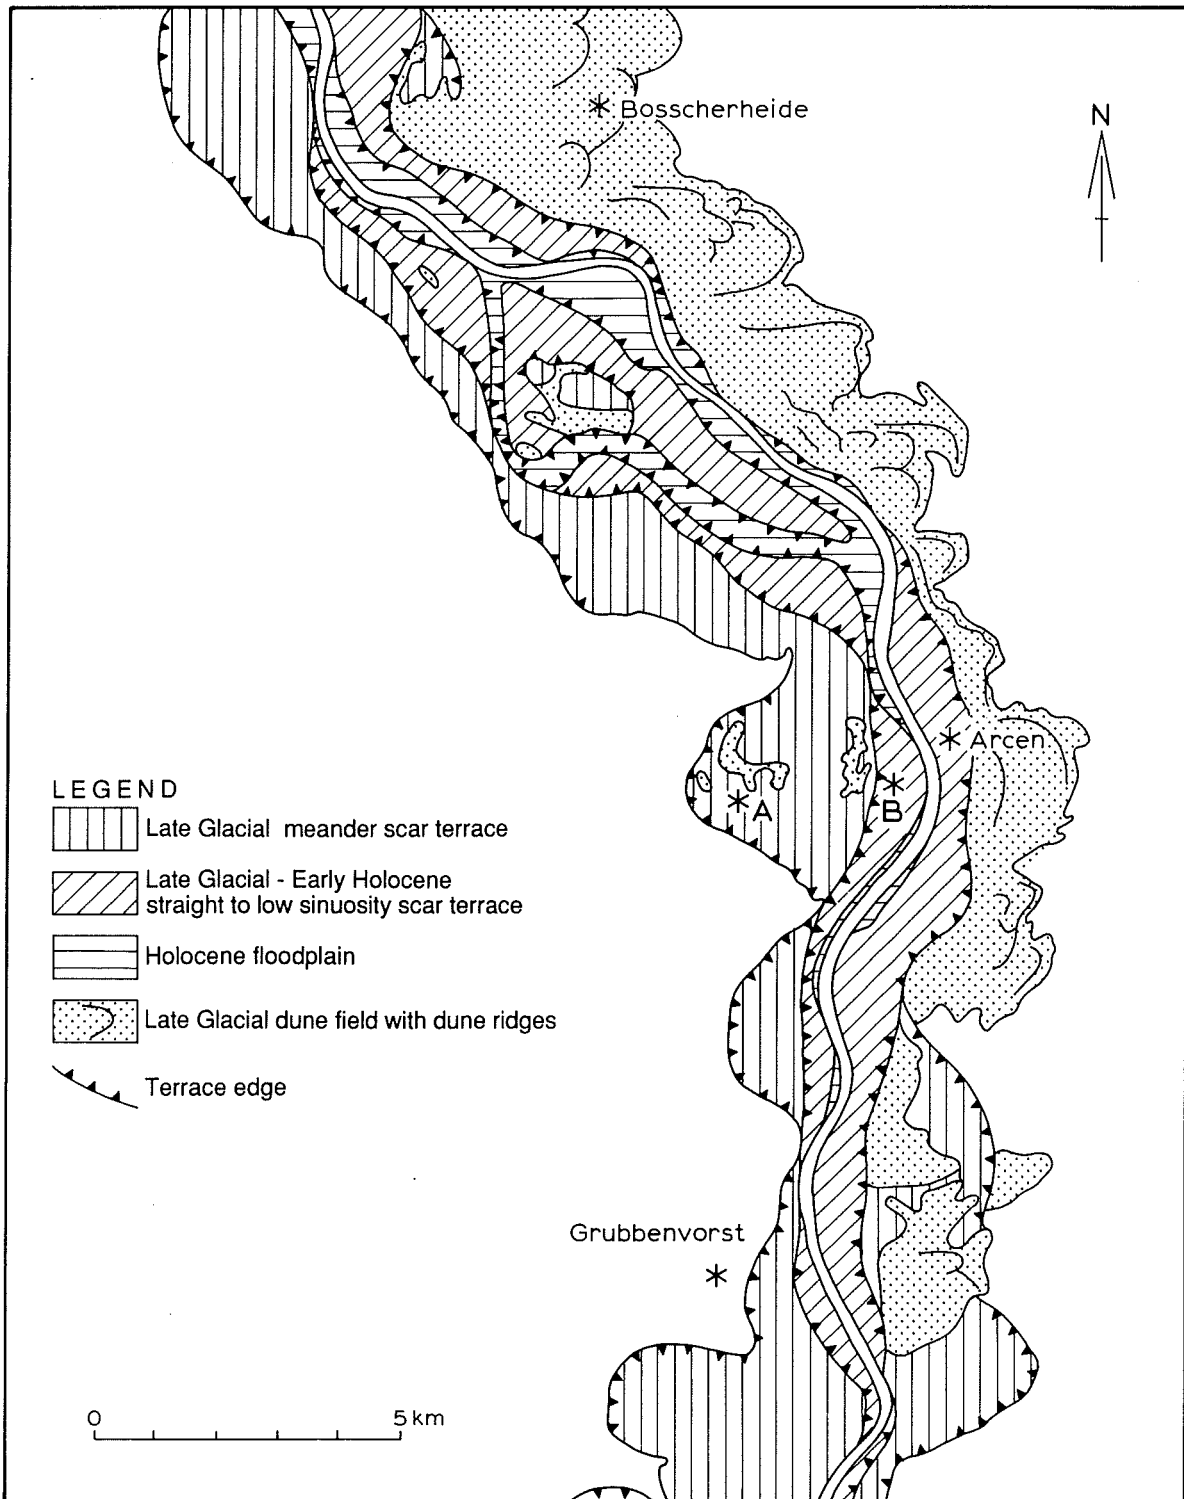 Bosscherheide
N
Arcen
A
B
LEGEND
Late Glacial meander scar terrace
Late Glacial - Early Holocene
straight to low sinuosity scar terrace
Holocene floodplain
Late Glacial dune field with dune ridges
Terrace edge
Grubbenvorst
0 5 km